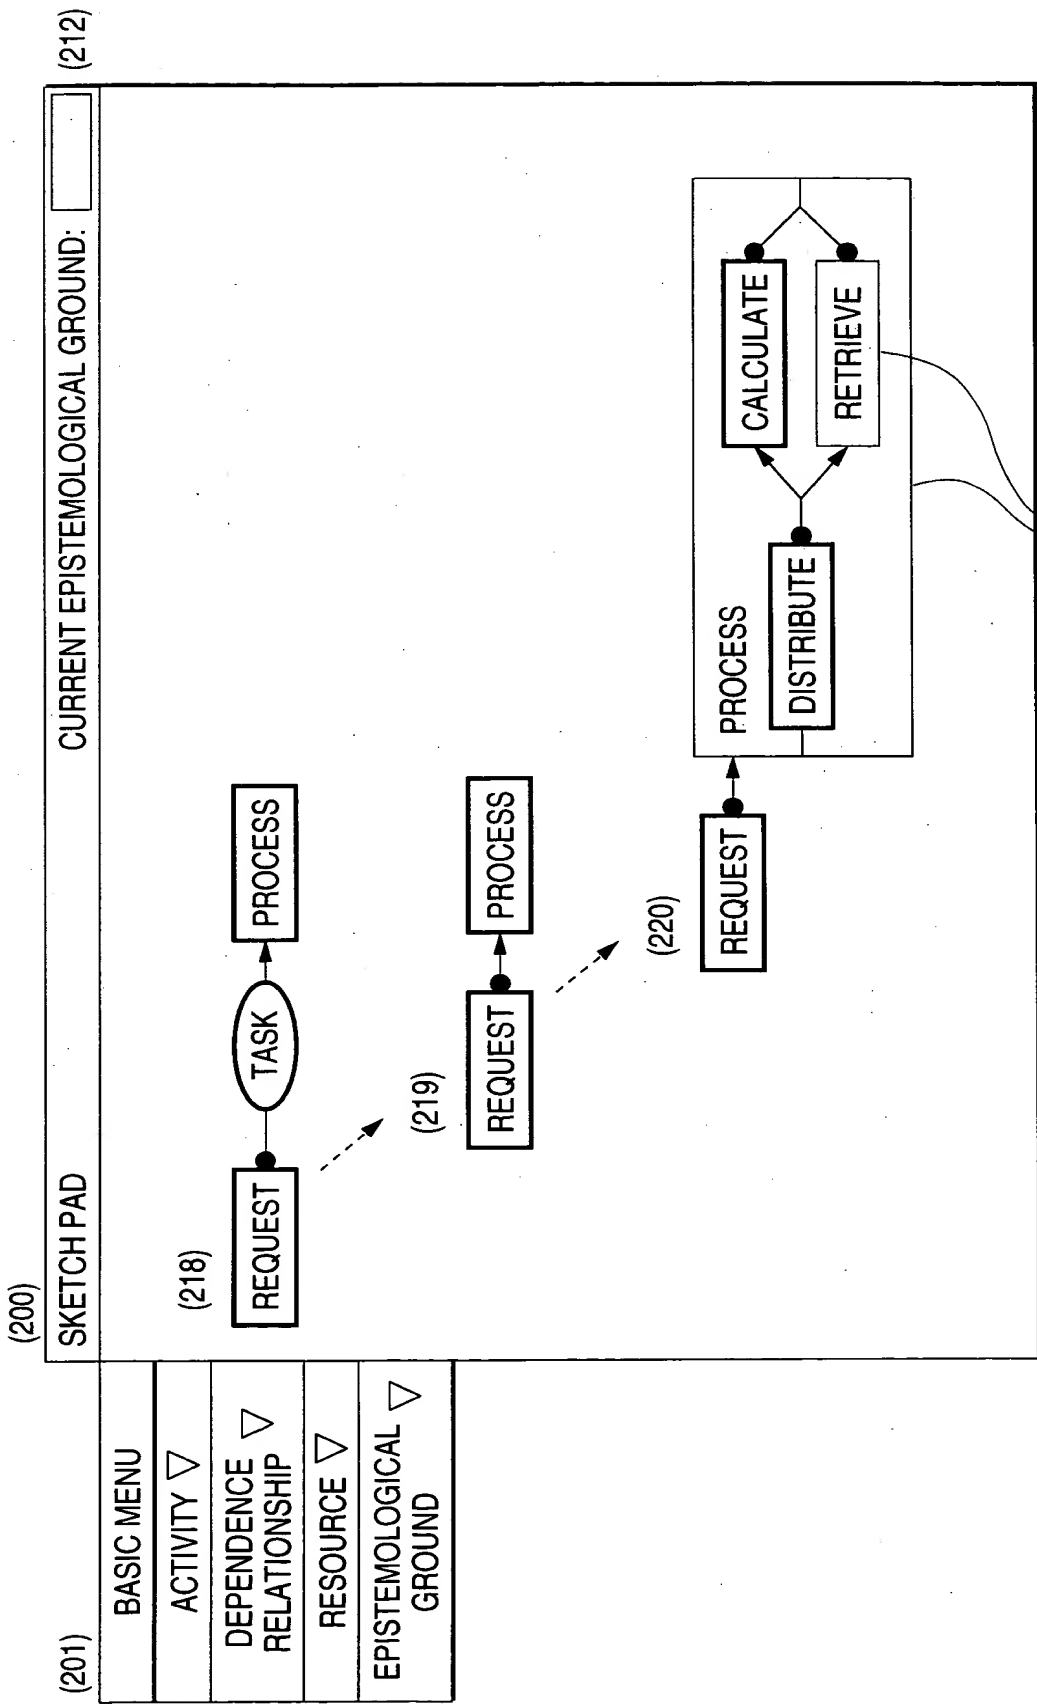 (200)
(201)
(212)
SKETCH PAD
CURRENT EPISTEMOLOGICAL GROUND:
BASIC MENU
ACTIVITY ▽
DEPENDENCE ▽
RELATIONSHIP
RESOURCE ▽
EPISTEMOLOGICAL ▽
GROUND
(218)
REQUEST
TASK
PROCESS
(219)
REQUEST
PROCESS
(220)
REQUEST
PROCESS
DISTRIBUTE
CALCULATE
RETRIEVE